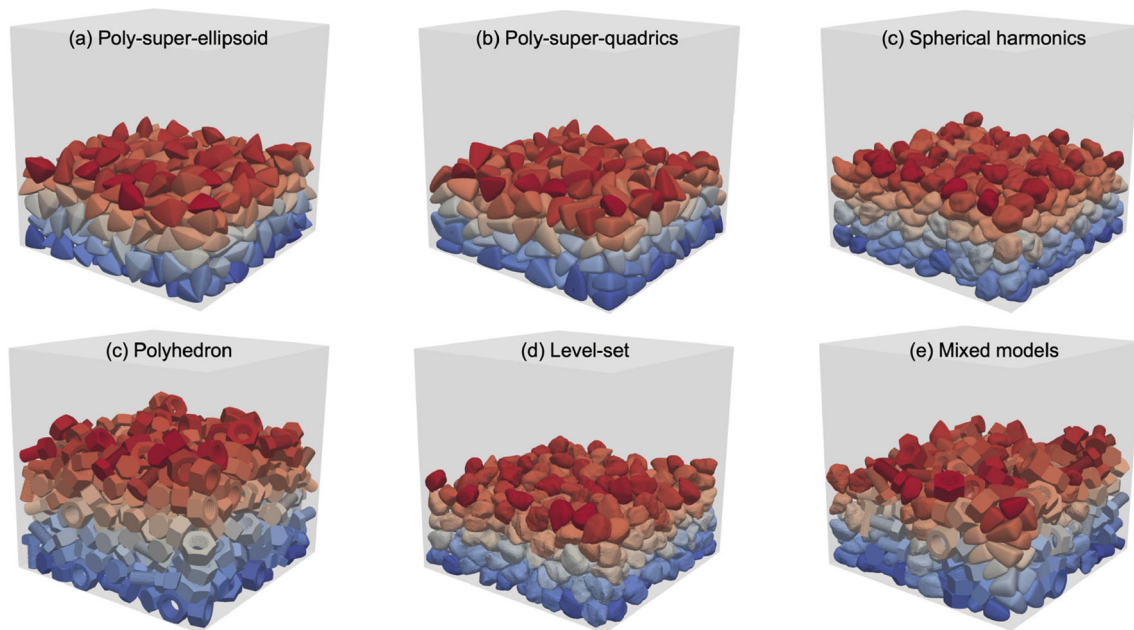 (a) Poly-super-ellipsoid
(b) Poly-super-quadrics
(c) Spherical harmonics
(c) Polyhedron
(d) Level-set
(e) Mixed models